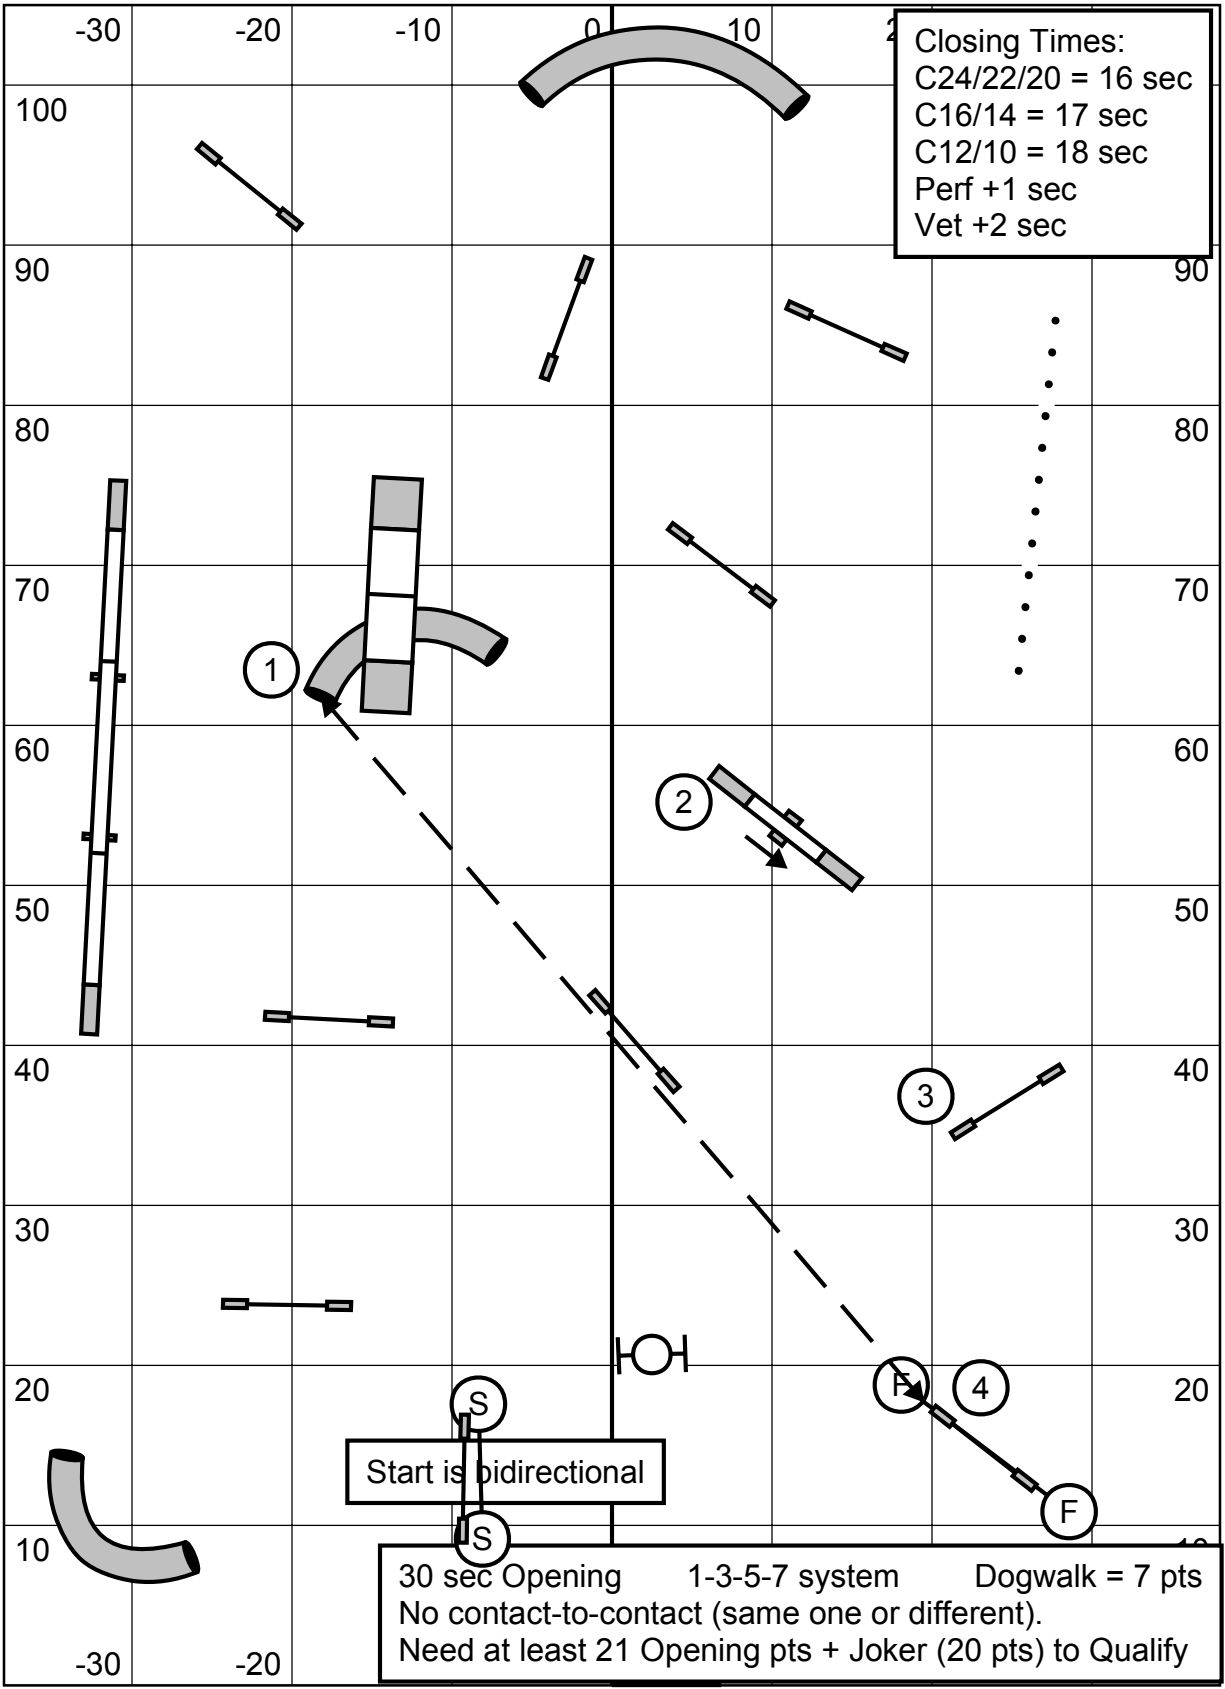 -30 -20 -10 0 10 2
Closing Times:
C24/22/20 = 16 sec
C16/14 = 17 sec
C12/10 = 18 sec
Perf +1 sec
Vet +2 sec
100
90 90
80 80
70 70
1
60 60
2
50 50
40 40
3
30 30
20 20
F 4
S
Start is bidirectional
F
S
10 10
30 sec Opening 1-3-5-7 system Dogwalk = 7 pts
No contact-to-contact (same one or different).
Need at least 21 Opening pts + Joker (20 pts) to Qualify
-30 -20